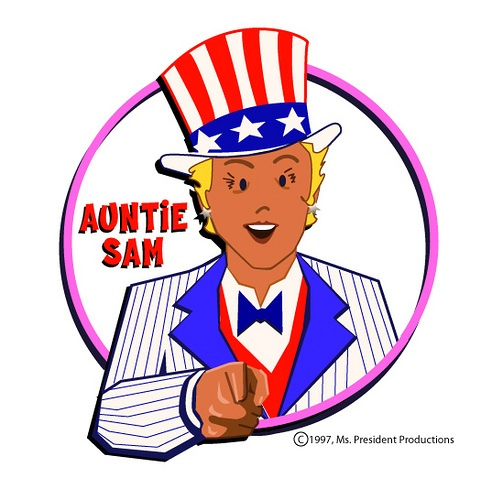 AUNTiE
SAM
©1997, Ms. President Productions